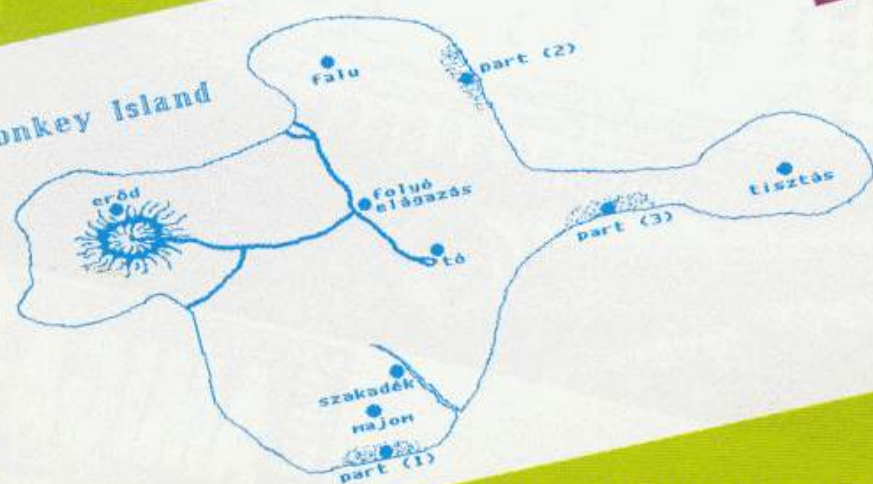 onkey Island
falu
part (2)
erőd
folyó
elágazás
tisztás
part (3)
tó
szakadék
majom
part (1)